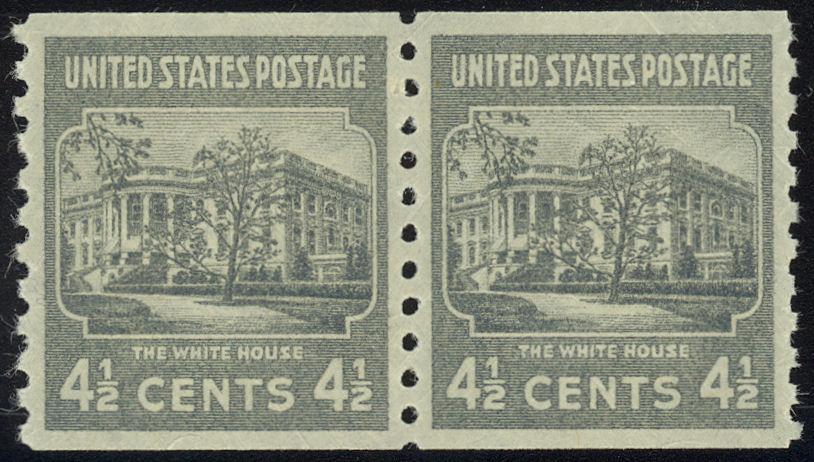 UNITED STATES POSTAGE
THE WHITE HOUSE
4½ CENTS 4½
UNITED STATES POSTAGE
THE WHITE HOUSE
4½ CENTS 4½